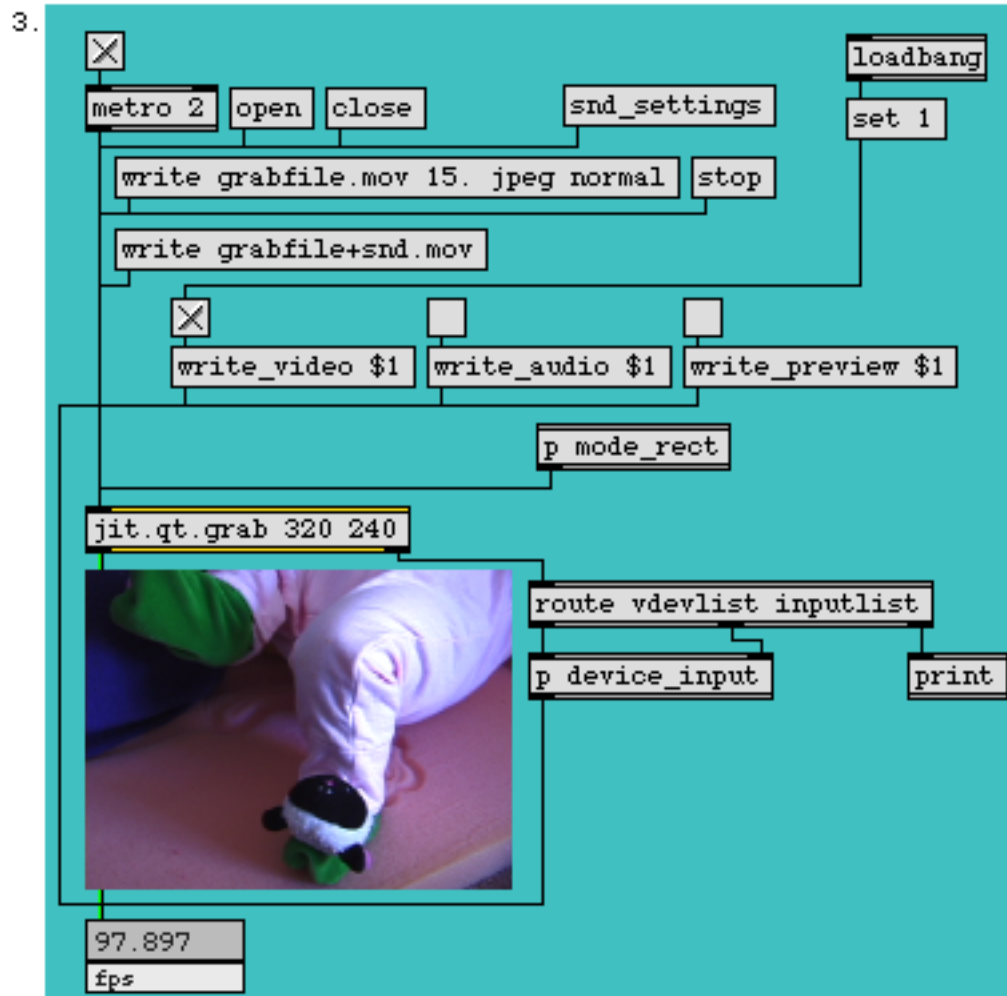 3.
loadbang
metro 2
open
close
snd_settings
set 1
write grabfile.mov 15. jpeg normal
stop
write grabfile+snd.mov
write_video $1
write_audio $1
write_preview $1
p mode_rect
jit.qt.grab 320 240
route vdevlist inputlist
p device_input
print
97.897
fps